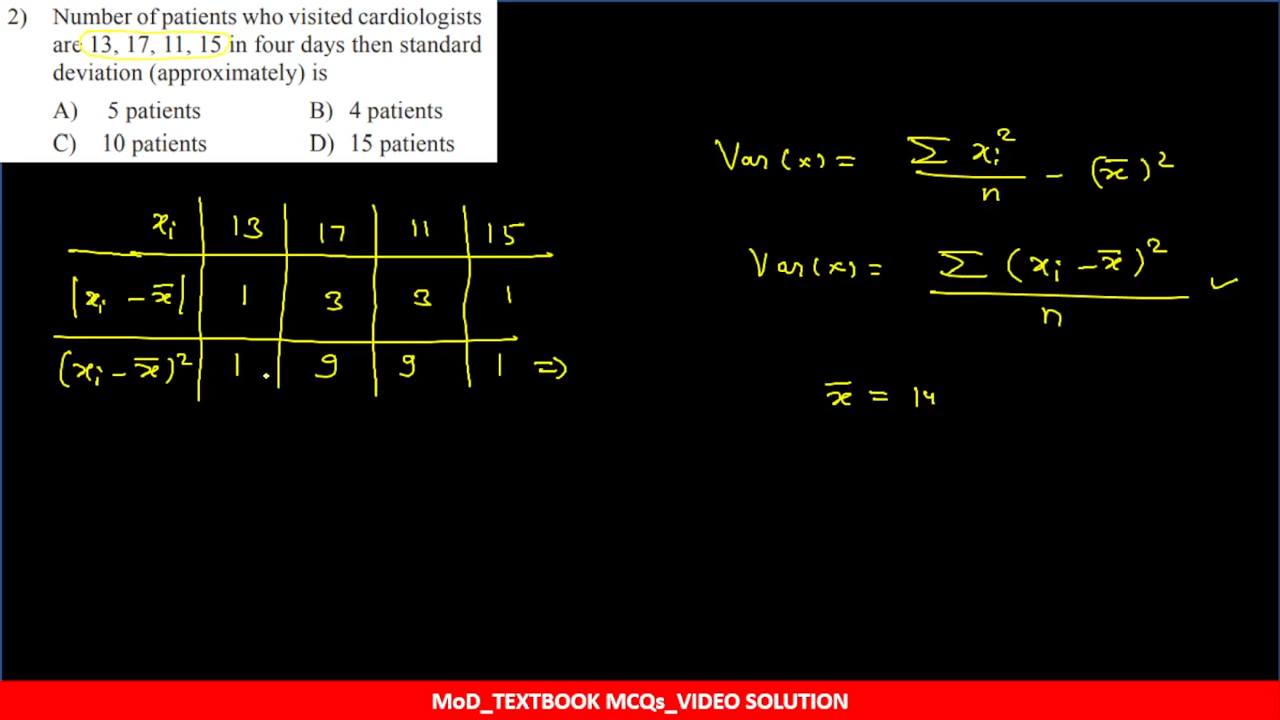 2) Number of patients who visited cardiologists
are 13, 17, 11, 15 in four days then standard
deviation (approximately) is
A) 5 patients B) 4 patients
C) 10 patients D) 15 patients
Var(x) = Σ xᵢ² / n - (x̄)²
xᵢ | 13 | 17 | 11 | 15
Var(x) = Σ (xᵢ - x̄)² / n ✓
|xᵢ - x̄| | 1 | 3 | 3 | 1
(xᵢ - x̄)² | 1 | 9 | 9 | 1 ⇒
x̄ = 14
MoD_TEXTBOOK MCQs_VIDEO SOLUTION